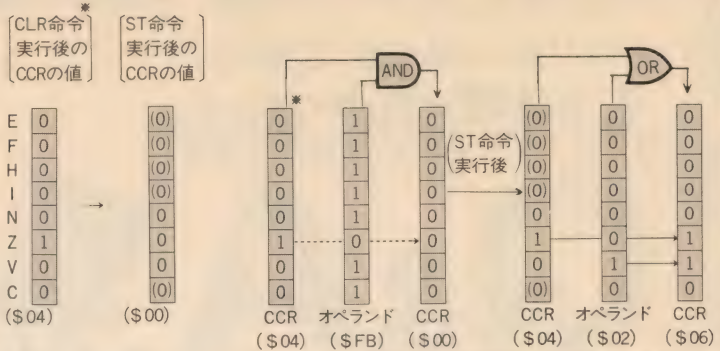 ※
CLR命令 ST命令
実行後の 実行後の
CCRの値 CCRの値
AND
OR
※
E 0 (0) 0 1 0 (0) 0 0
F 0 (0) 0 1 0 (0) 0 0
H 0 (0) 0 1 0 (0) 0 0
I 0 (0) 0 1 0 (0) 0 0
N 0 0 0 1 0 0 0 0
Z 1 0 1 0 0 1 0 1
V 0 0 0 1 0 0 1 1
C 0 (0) 0 1 0 (0) 0 0
(ST命令
実行後)
CCR オペランド CCR CCR オペランド CCR
($04) ($00) ($04) ($FB) ($00) ($04) ($02) ($06)